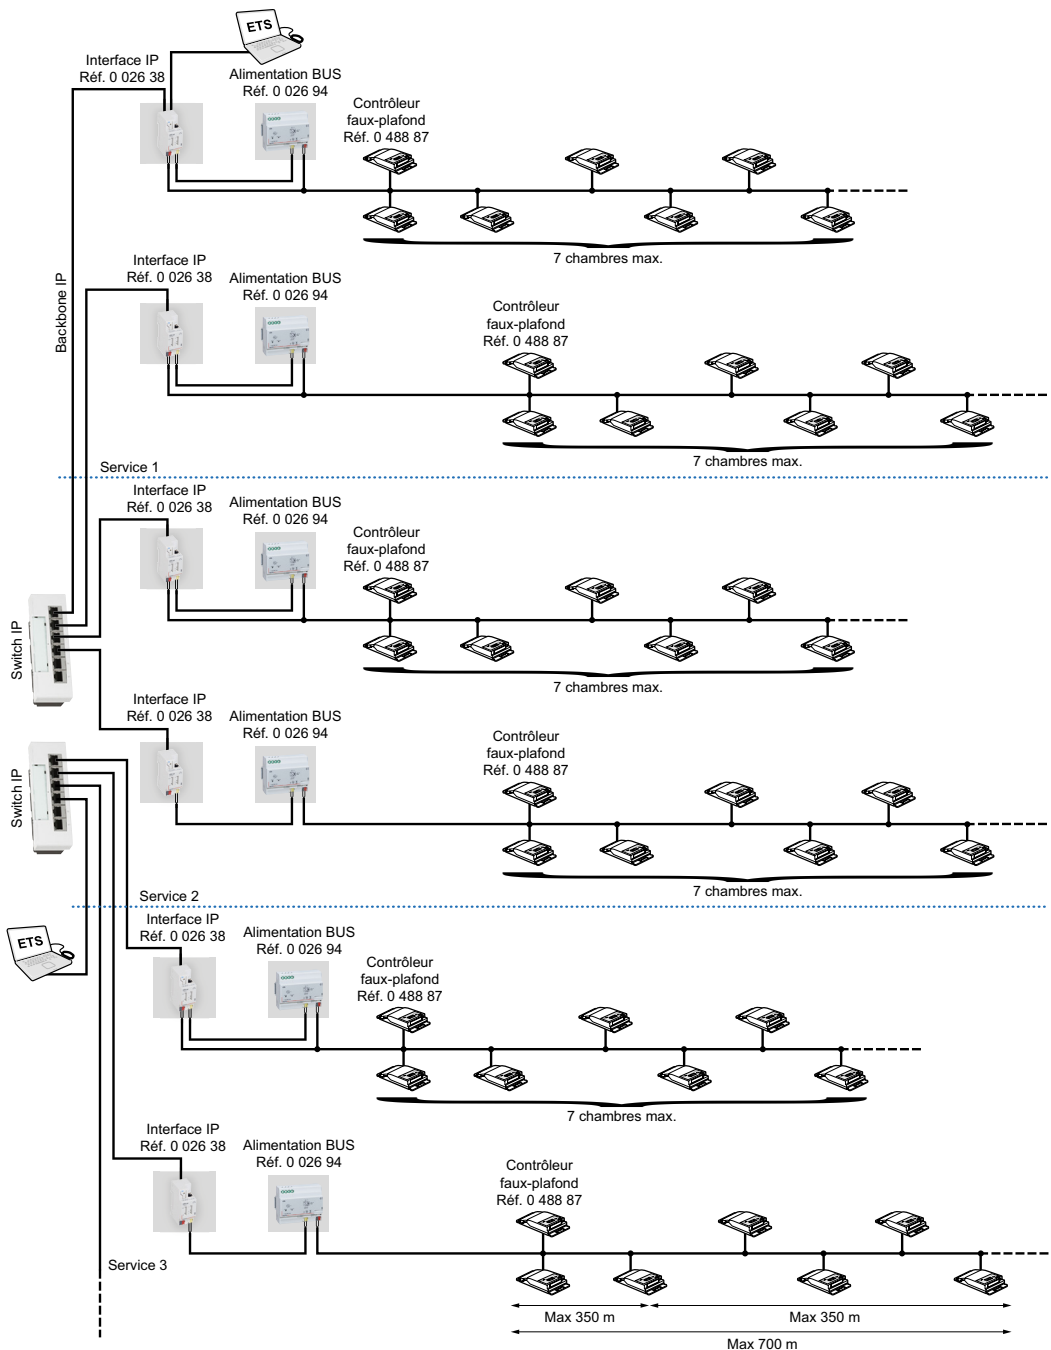 ETS
Interface IP
Réf. 0 026 38
Alimentation BUS
Réf. 0 026 94
Contrôleur
faux-plafond
Réf. 0 488 87
7 chambres max.
Backbone IP
Interface IP
Réf. 0 026 38
Alimentation BUS
Réf. 0 026 94
Contrôleur
faux-plafond
Réf. 0 488 87
7 chambres max.
Service 1
Interface IP
Réf. 0 026 38
Alimentation BUS
Réf. 0 026 94
Contrôleur
faux-plafond
Réf. 0 488 87
7 chambres max.
Switch IP
Interface IP
Réf. 0 026 38
Alimentation BUS
Réf. 0 026 94
Contrôleur
faux-plafond
Réf. 0 488 87
7 chambres max.
Switch IP
Service 2
ETS
Interface IP
Réf. 0 026 38
Alimentation BUS
Réf. 0 026 94
Contrôleur
faux-plafond
Réf. 0 488 87
7 chambres max.
Interface IP
Réf. 0 026 38
Alimentation BUS
Réf. 0 026 94
Contrôleur
faux-plafond
Réf. 0 488 87
Service 3
Max 350 m
Max 350 m
Max 700 m